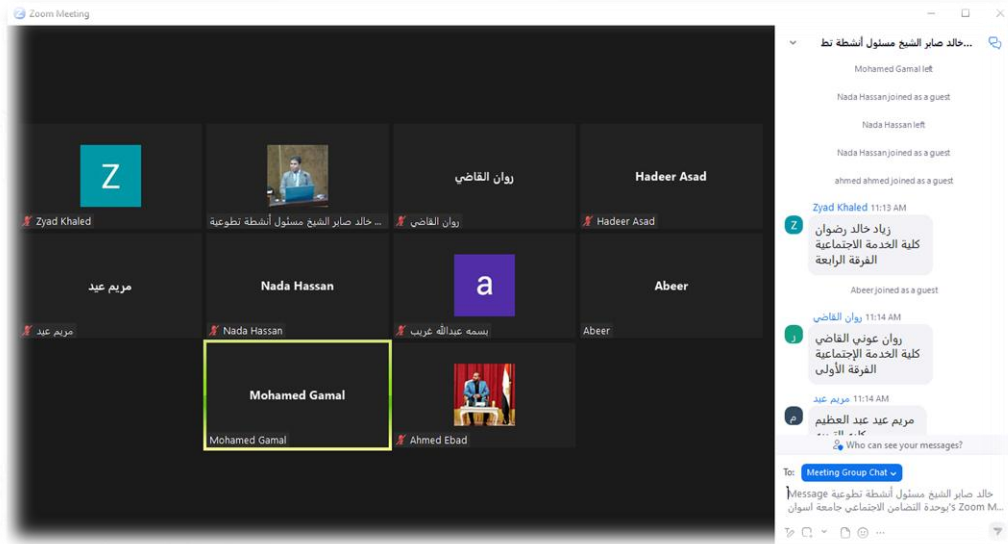 Zoom Meeting
Z
روان القاضي
Hadeer Asad
Zyad Khaled
خالد صابر الشيخ مسئول أنشطة تطوعية ...
روان القاضي
Hadeer Asad
مريم عيد
Nada Hassan
a
Abeer
مريم عيد
Nada Hassan
بسمه عبدالله غريب
Abeer
Mohamed Gamal
Mohamed Gamal
Ahmed Ebad
خالد صابر الشيخ مسئول أنشطة تط...
Mohamed Gamal left
Nada Hassan joined as a guest
Nada Hassan left
Nada Hassan joined as a guest
ahmed ahmed joined as a guest
Zyad Khaled 11:13 AM
Z
زياد خالد رضوان
كلية الخدمة الاجتماعية
الفرقة الرابعة
Abeer joined as a guest
روان القاضي 11:14 AM
ر
روان عوني القاضي
كلية الخدمة الإجتماعية
الفرقة الأولى
مريم عيد 11:14 AM
م
مريم عيد عبد العظيم
Who can see your messages?
To: Meeting Group Chat
Message خالد صابر الشيخ مسئول أنشطة تطوعية
بوحدة التضامن الاجتماعي جامعة اسوان's Zoom M...